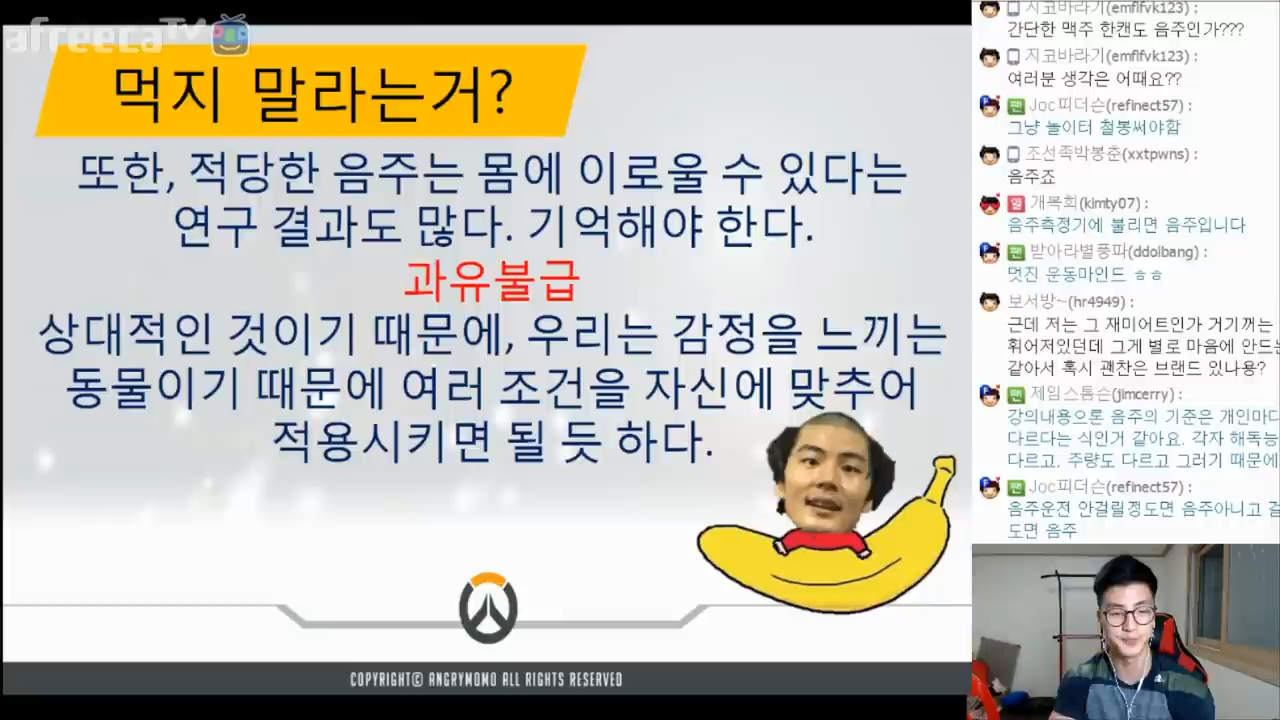 afreecaTV
먹지 말라는거?
또한, 적당한 음주는 몸에 이로울 수 있다는
연구 결과도 많다. 기억해야 한다.
과유불급
상대적인 것이기 때문에, 우리는 감정을 느끼는
동물이기 때문에 여러 조건을 자신에 맞추어
적용시키면 될 듯 하다.
COPYRIGHT© ANGRYMOMO ALL RIGHTS RESERVED
지코바라기(emflfvk123) :
간단한 맥주 한캔도 음주인가???
지코바라기(emflfvk123) :
여러분 생각은 어때요??
팬 Joc피더슨(refinect57) :
그냥 놀이터 철봉써야함
조선족박봉춘(xxtpwns) :
음주죠
열 개복희(kimty07) :
음주측정기에 불리면 음주입니다
팬 받아라별풍파(ddolbang) :
멋진 운동마인드 ㅎㅎ
보서방~(hr4949) :
근데 저는 그 재미어트인가 거기꺼는
휘어저있던데 그게 별로 마음에 안드는
같아서 혹시 괜찬은 브랜드 있나용?
팬 제임스톰슨(jimcerry) :
강의내용으론 음주의 기준은 개인마다
다르다는 식인거 같아요. 각자 해독능
다르고, 주량도 다르고 그러기 때문에
팬 Joc피더슨(refinect57) :
음주운전 안걸릴정도면 음주아니고 걸
도면 음주